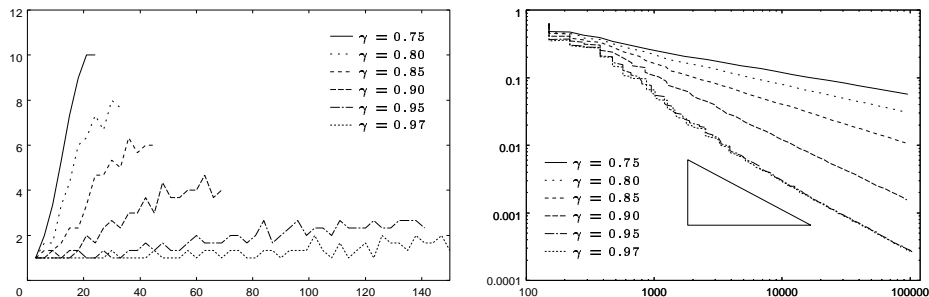 12
10
8
6
4
2
0
20
40
60
80
100
120
140
γ = 0.75
γ = 0.80
γ = 0.85
γ = 0.90
γ = 0.95
γ = 0.97
1
0.1
0.01
0.001
0.0001
100
1000
10000
100000
γ = 0.75
γ = 0.80
γ = 0.85
γ = 0.90
γ = 0.95
γ = 0.97